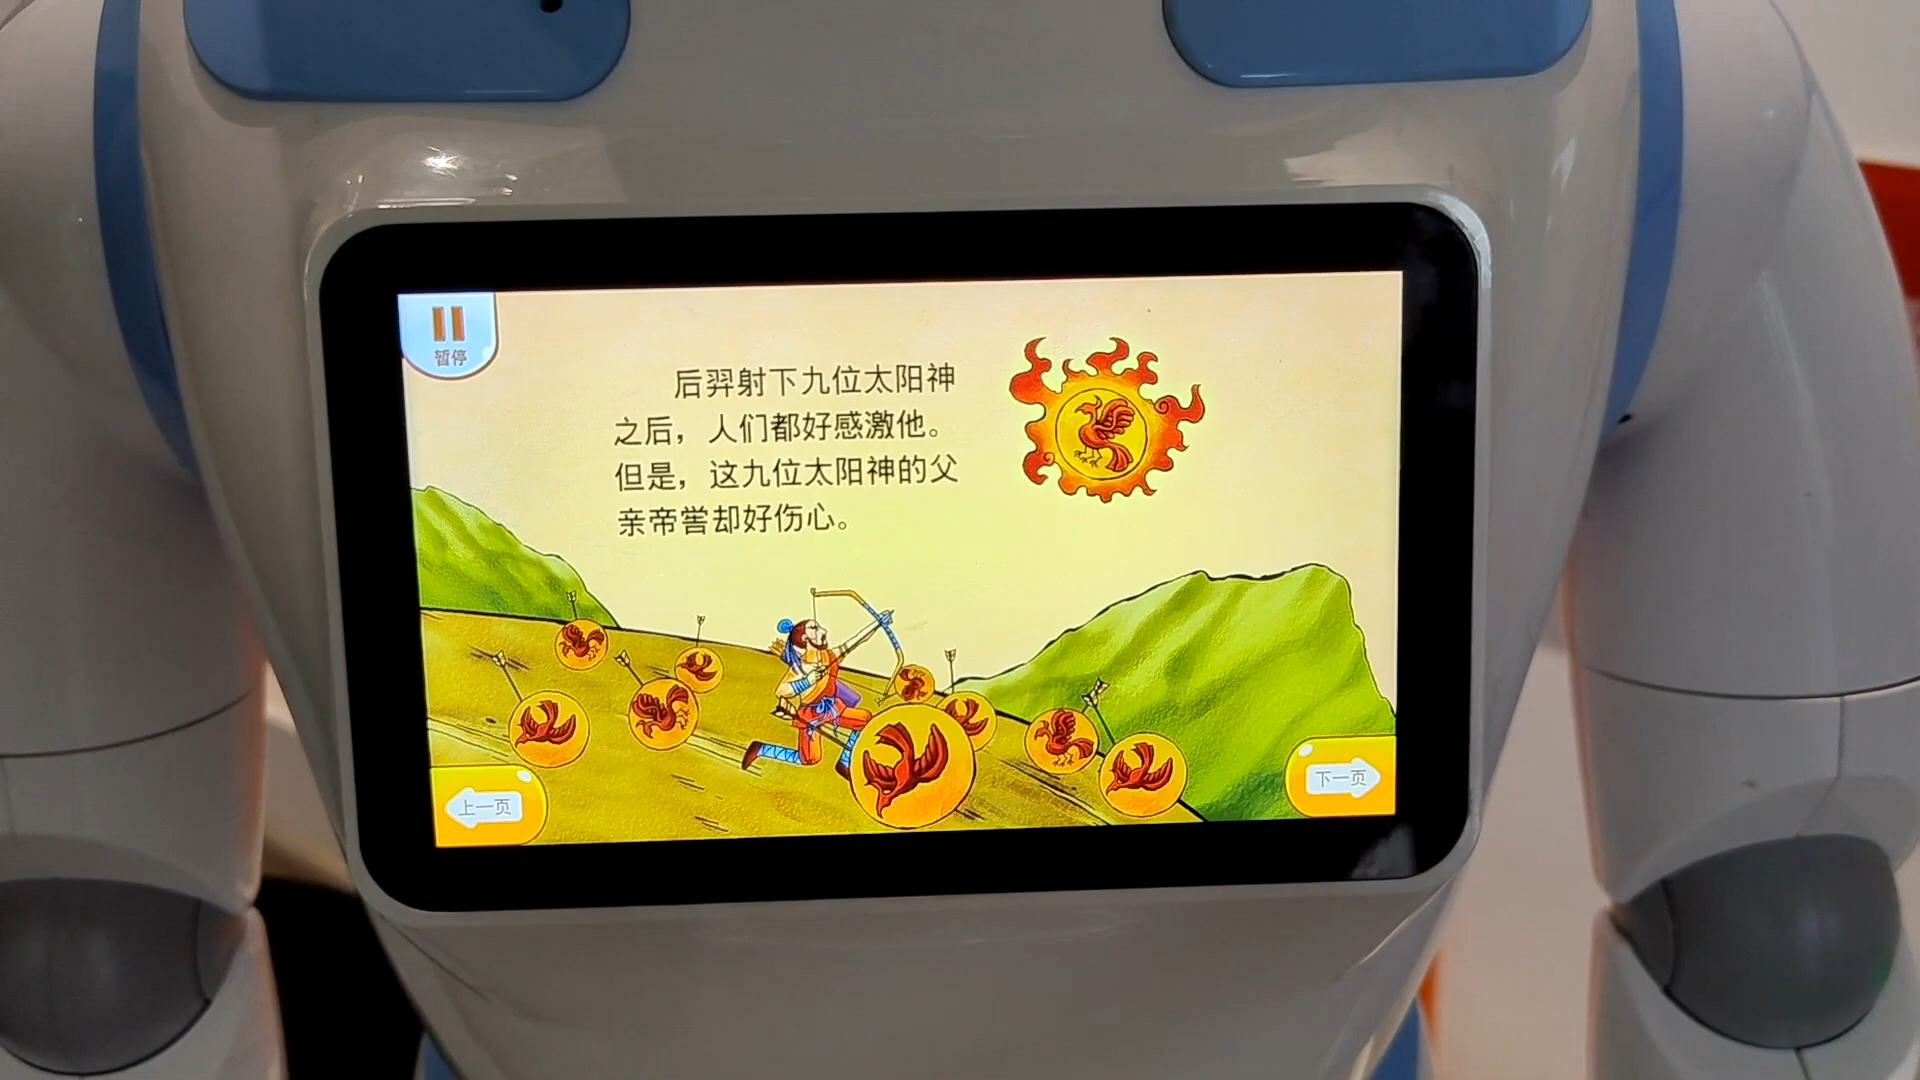 暂停
后羿射下九位太阳神
之后，人们都好感激他。
但是，这九位太阳神的父
亲帝喾却好伤心。
上一页
下一页